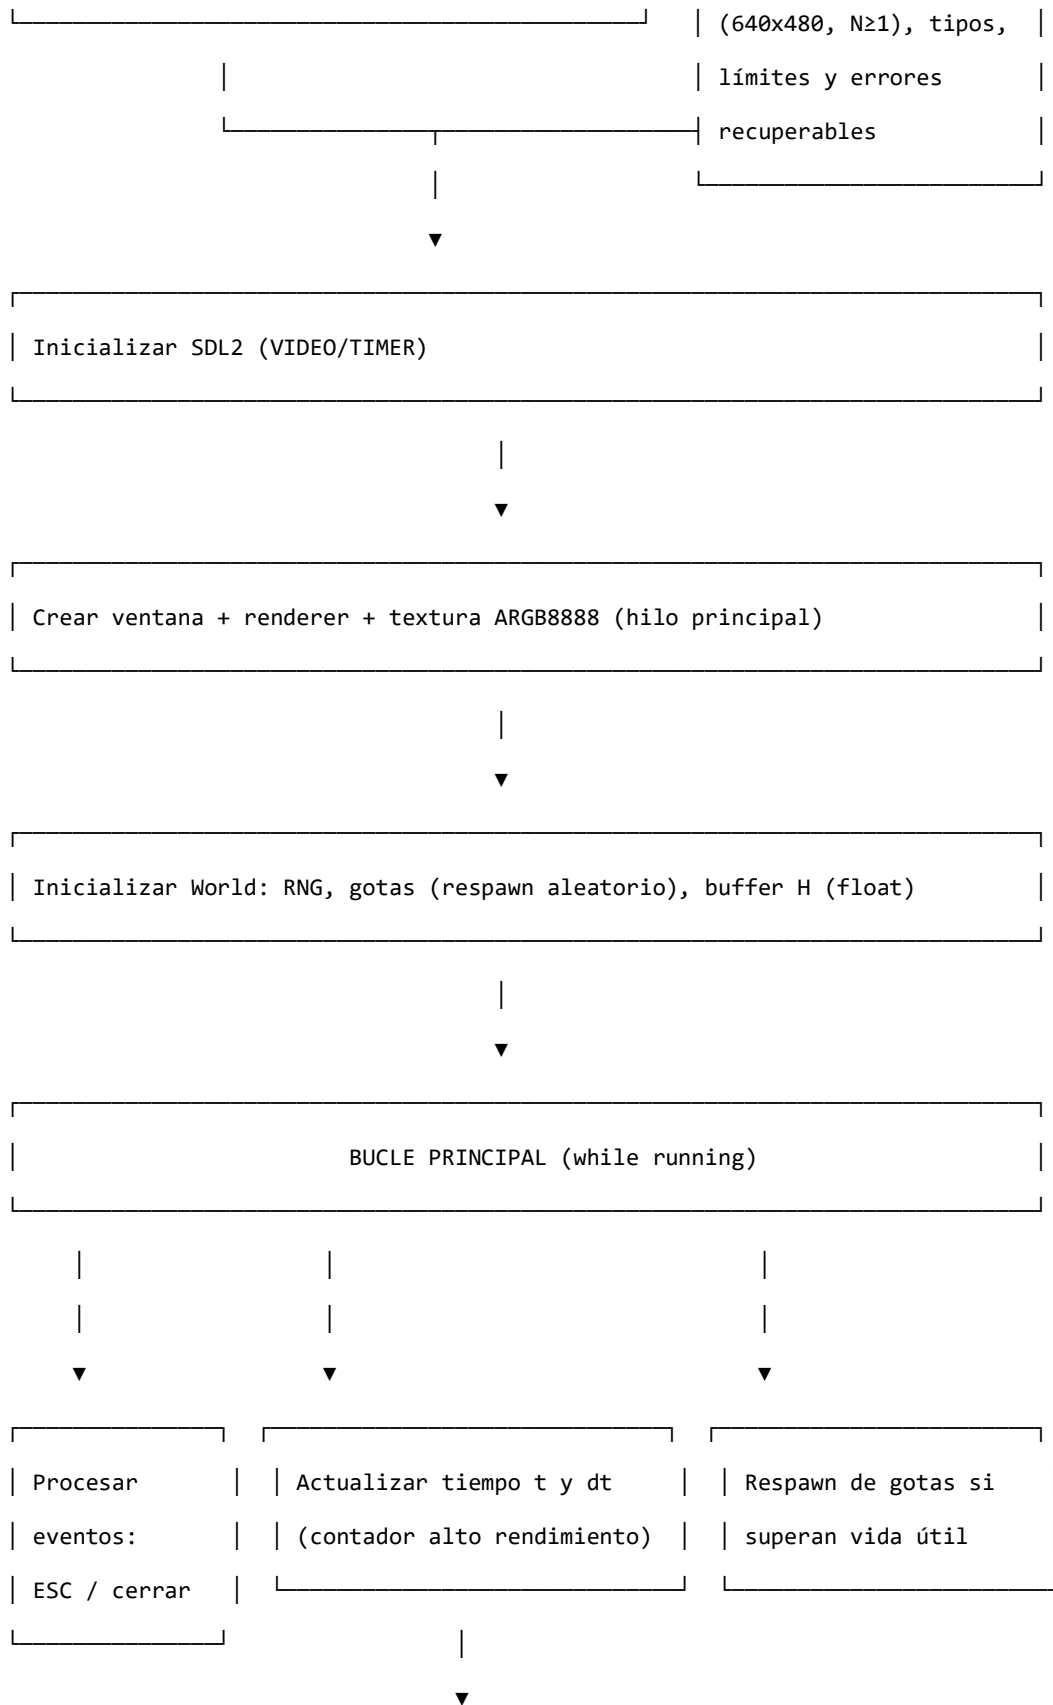 (640x480, N≥1), tipos,
límites y errores
recuperables
Inicializar SDL2 (VIDEO/TIMER)
Crear ventana + renderer + textura ARGB8888 (hilo principal)
Inicializar World: RNG, gotas (respawn aleatorio), buffer H (float)
BUCLE PRINCIPAL (while running)
Procesar
eventos:
ESC / cerrar
Actualizar tiempo t y dt
(contador alto rendimiento)
Respawn de gotas si
superan vida útil